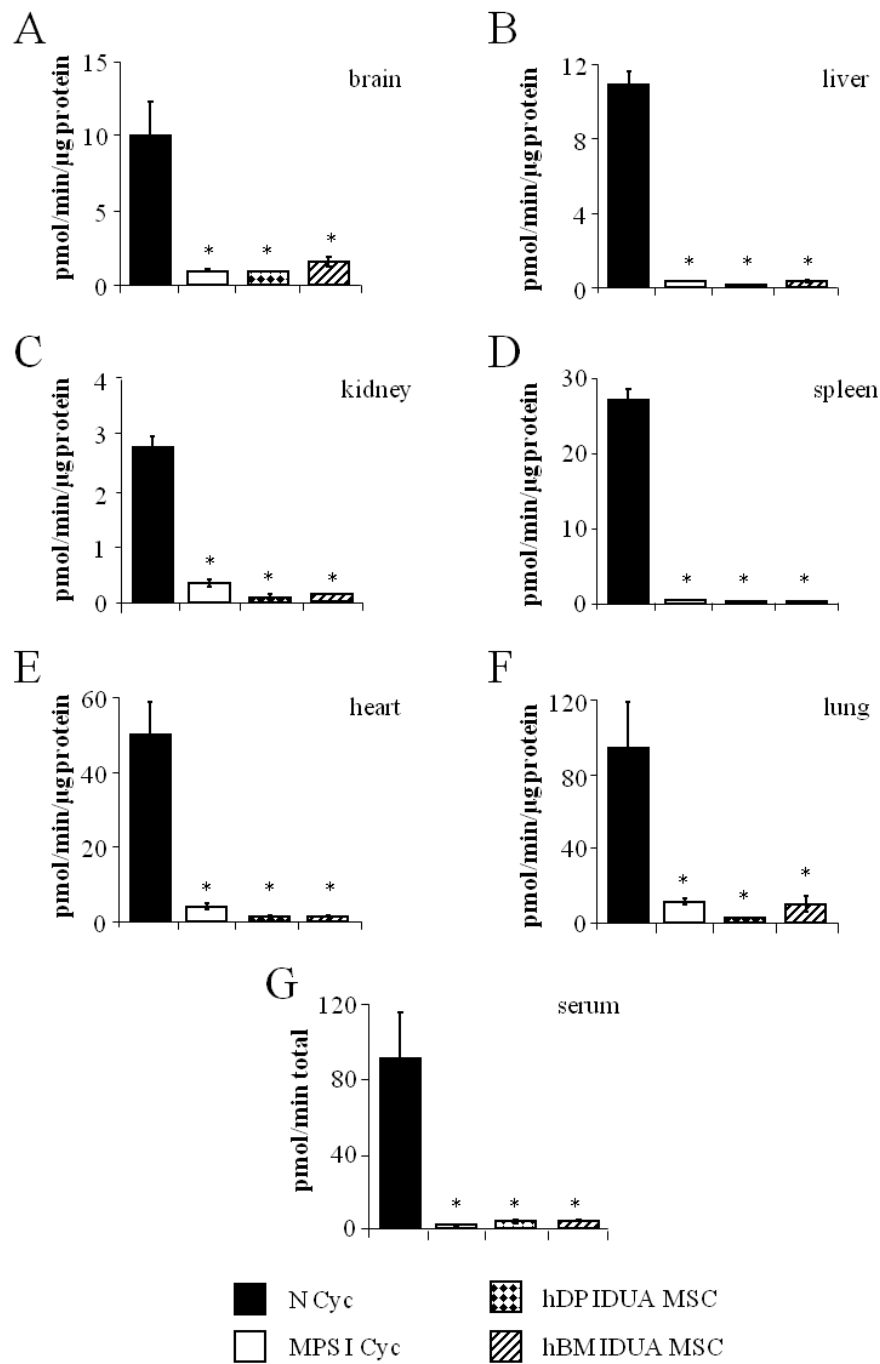 A
brain
pmol/min/µg protein
15
10
5
0
* * *
B
liver
pmol/min/µg protein
12
8
4
0
* * *
C
kidney
pmol/min/µg protein
4
3
2
1
0
* * *
D
spleen
pmol/min/µg protein
30
20
10
0
* * *
E
heart
pmol/min/µg protein
60
40
20
0
* * *
F
lung
pmol/min/µg protein
120
80
40
0
* * *
G
serum
pmol/min total
120
80
40
0
* * *
N Cyc
hDP IDUA MSC
MPS I Cyc
hBM IDUA MSC